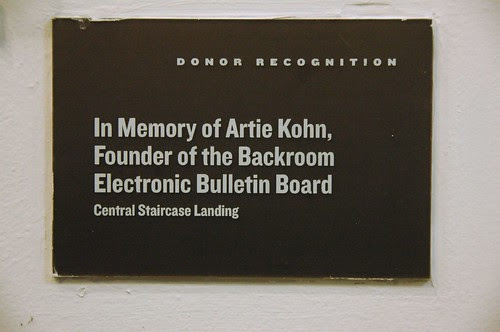 DONOR RECOGNITION
In Memory of Artie Kohn,
Founder of the Backroom
Electronic Bulletin Board
Central Staircase Landing